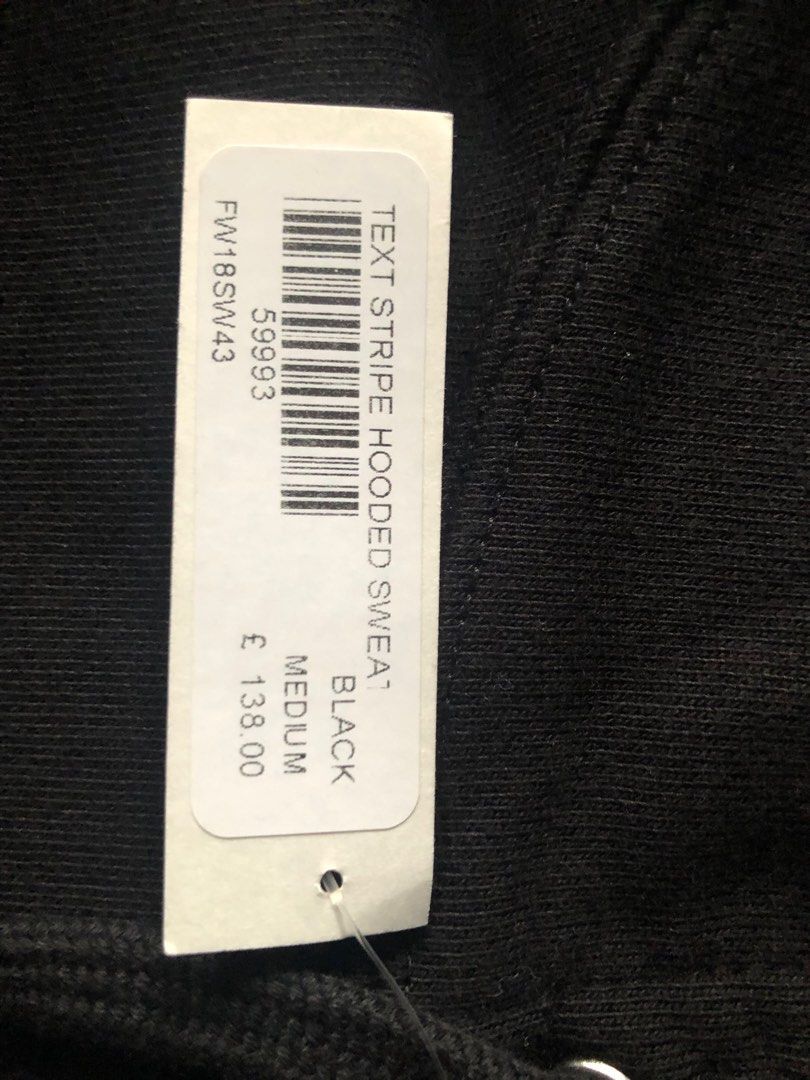 TEXT STRIPE HOODED SWEAT
BLACK
MEDIUM
59993
£ 138.00
FW18SW43